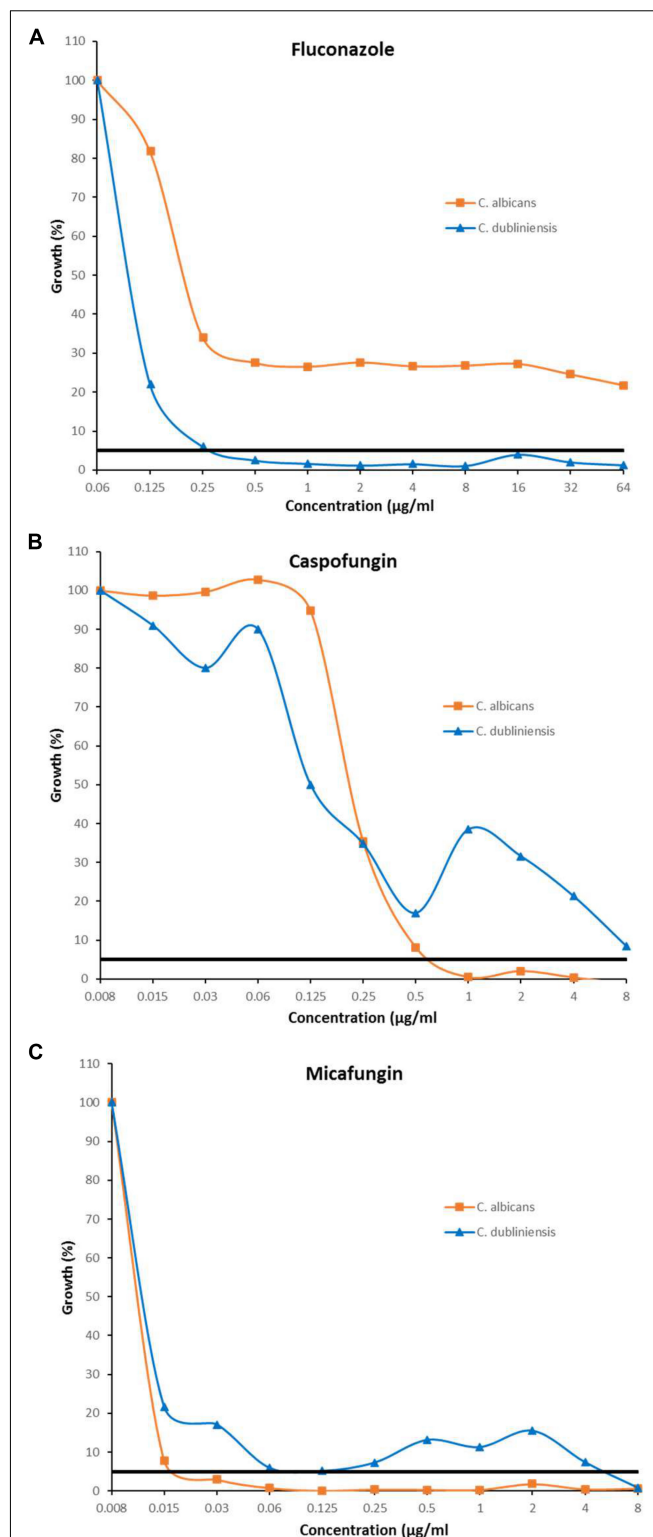 A
Fluconazole
110
100
90
80
70
60
50
40
30
20
10
0
Growth (%)
C. albicans
C. dubliniensis
0.06 0.125 0.25 0.5 1 2 4 8 16 32 64
Concentration (µg/ml
B
Caspofungin
110
100
90
80
70
60
50
40
30
20
10
0
Growth (%)
C. albicans
C. dubliniensis
0.008 0.015 0.03 0.06 0.125 0.25 0.5 1 2 4 8
Concentration (µg/ml
C
Micafungin
110
100
90
80
70
60
50
40
30
20
10
0
Growth (%)
C. albicans
C. dubliniensis
0.008 0.015 0.03 0.06 0.125 0.25 0.5 1 2 4 8
Concentration (µg/ml